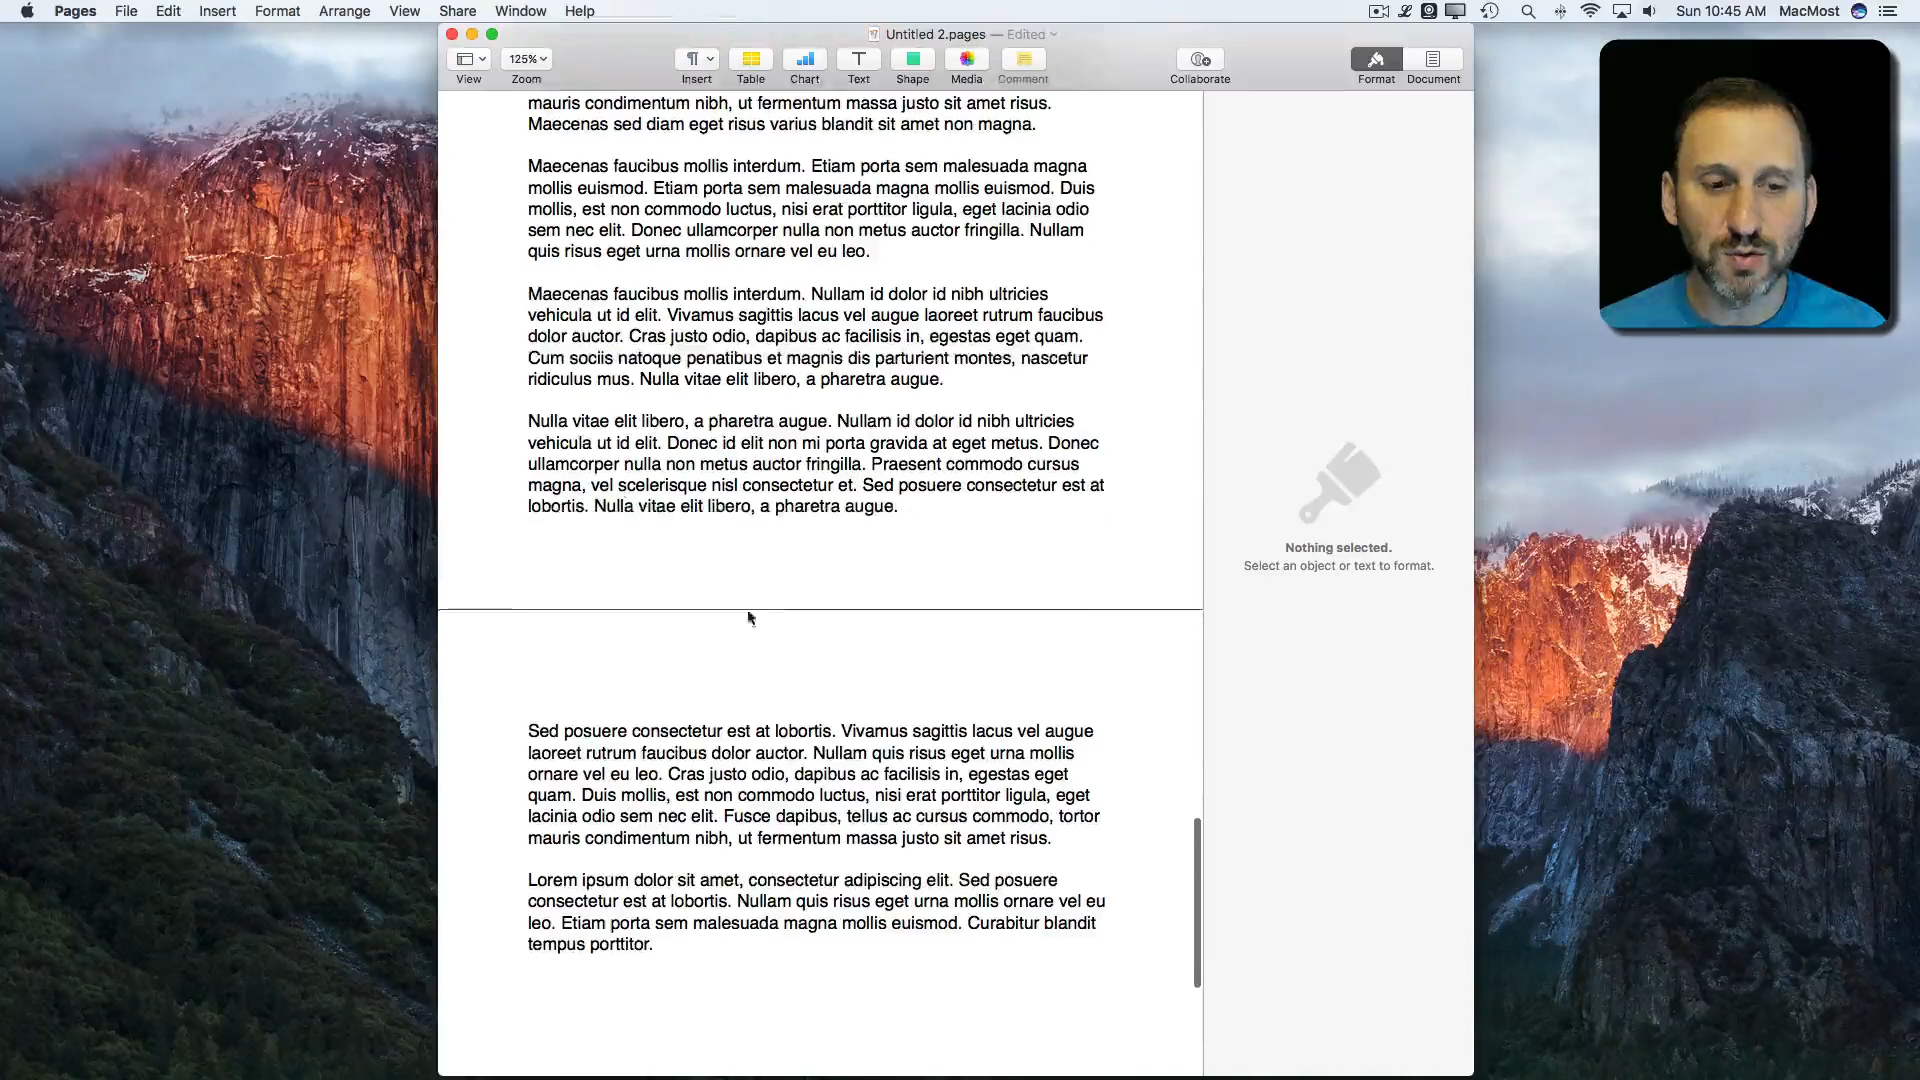 Pages File Edit Insert Format Arrange View Share Window Help Sun 10:45 AM MacMost
Untitled 2.pages — Edited
125%
View Zoom Insert Table Chart Text Shape Media Comment Collaborate Format Document
mauris condimentum nibh, ut fermentum massa justo sit amet risus.
Maecenas sed diam eget risus varius blandit sit amet non magna.
Maecenas faucibus mollis interdum. Etiam porta sem malesuada magna
mollis euismod. Etiam porta sem malesuada magna mollis euismod. Duis
mollis, est non commodo luctus, nisi erat porttitor ligula, eget lacinia odio
sem nec elit. Donec ullamcorper nulla non metus auctor fringilla. Nullam
quis risus eget urna mollis ornare vel eu leo.
Maecenas faucibus mollis interdum. Nullam id dolor id nibh ultricies
vehicula ut id elit. Vivamus sagittis lacus vel augue laoreet rutrum faucibus
dolor auctor. Cras justo odio, dapibus ac facilisis in, egestas eget quam.
Cum sociis natoque penatibus et magnis dis parturient montes, nascetur
ridiculus mus. Nulla vitae elit libero, a pharetra augue.
Nulla vitae elit libero, a pharetra augue. Nullam id dolor id nibh ultricies
vehicula ut id elit. Donec id elit non mi porta gravida at eget metus. Donec
ullamcorper nulla non metus auctor fringilla. Praesent commodo cursus
magna, vel scelerisque nisl consectetur et. Sed posuere consectetur est at
lobortis. Nulla vitae elit libero, a pharetra augue.
Sed posuere consectetur est at lobortis. Vivamus sagittis lacus vel augue
laoreet rutrum faucibus dolor auctor. Nullam quis risus eget urna mollis
ornare vel eu leo. Cras justo odio, dapibus ac facilisis in, egestas eget
quam. Duis mollis, est non commodo luctus, nisi erat porttitor ligula, eget
lacinia odio sem nec elit. Fusce dapibus, tellus ac cursus commodo, tortor
mauris condimentum nibh, ut fermentum massa justo sit amet risus.
Lorem ipsum dolor sit amet, consectetur adipiscing elit. Sed posuere
consectetur est at lobortis. Nullam quis risus eget urna mollis ornare vel eu
leo. Etiam porta sem malesuada magna mollis euismod. Curabitur blandit
tempus porttitor.
Nothing selected.
Select an object or text to format.